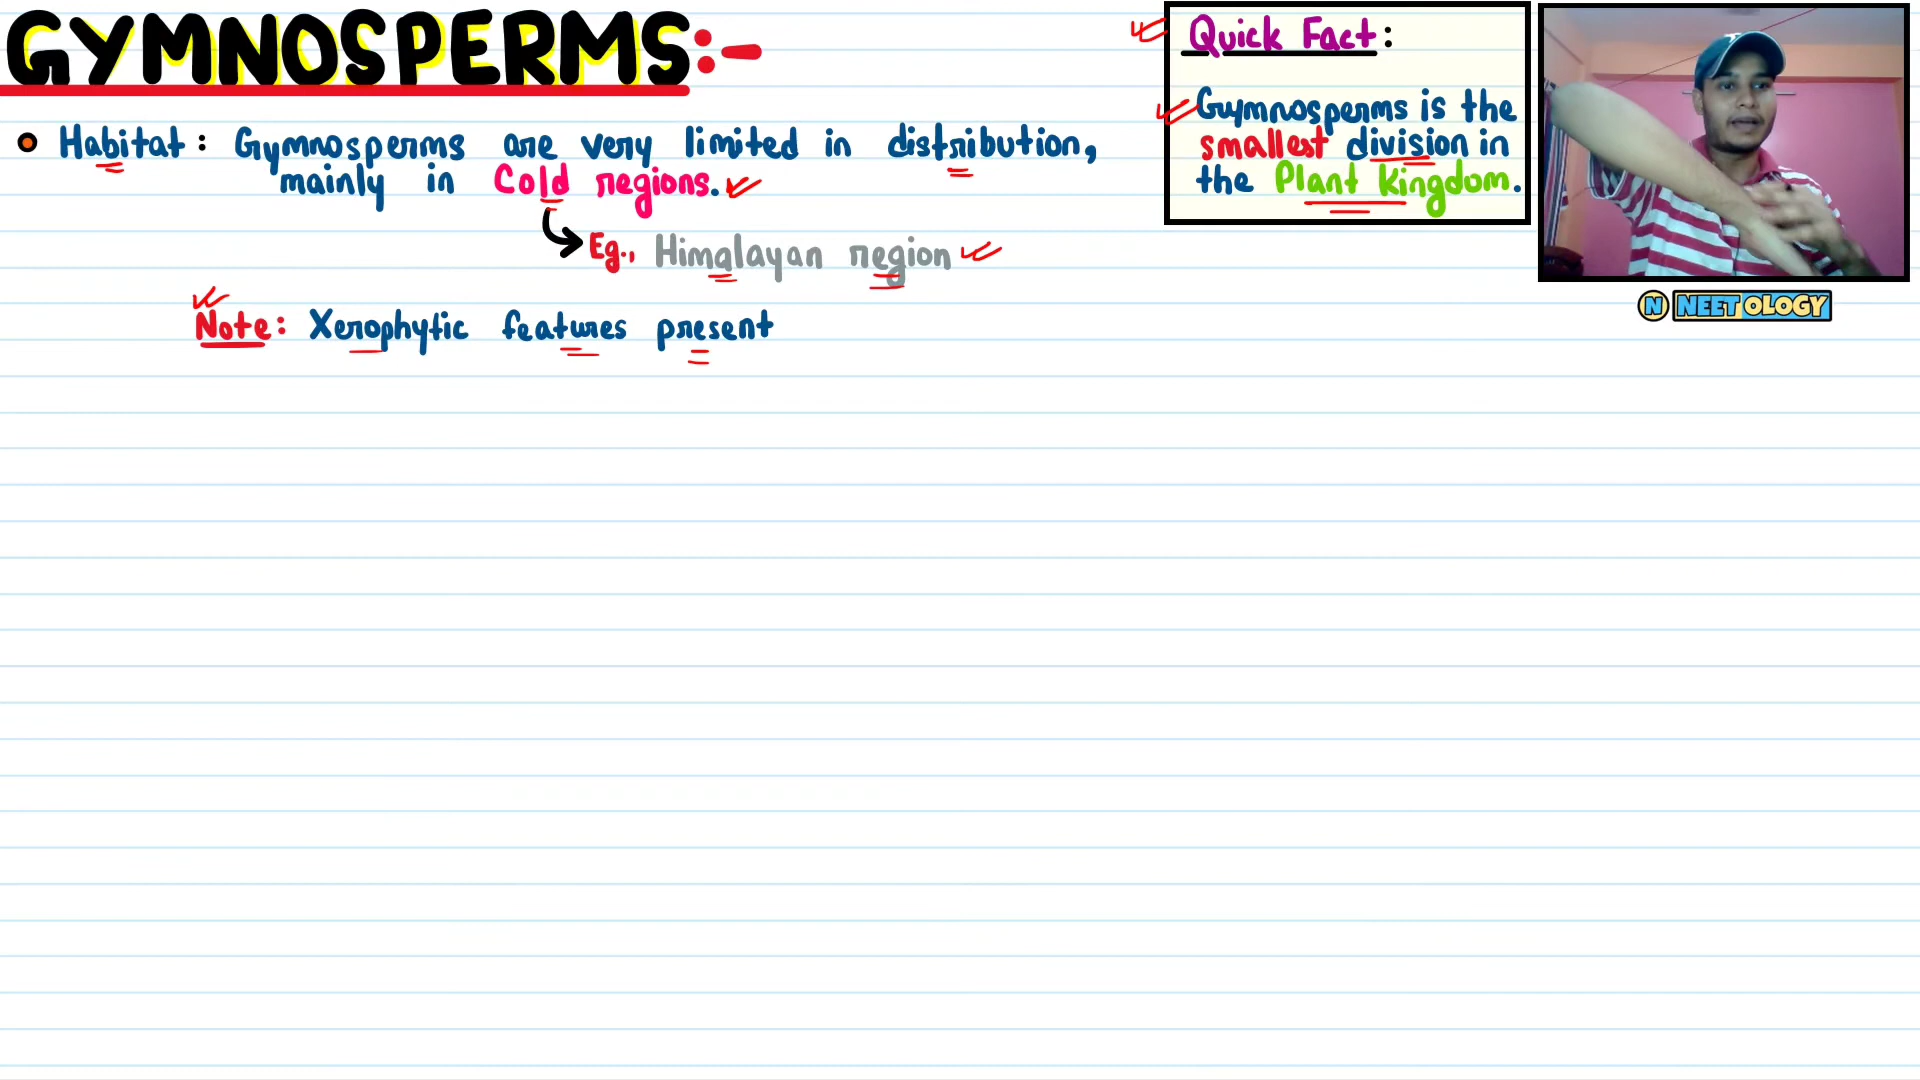 GYMNOSPERMS:-
Habitat: Gymnosperms are very limited in distribution,
mainly in Cold regions.
Eg., Himalayan region
Note: Xerophytic features present
Quick Fact:
Gymnosperms is the
smallest division in
the Plant Kingdom.
N NEETOLOGY